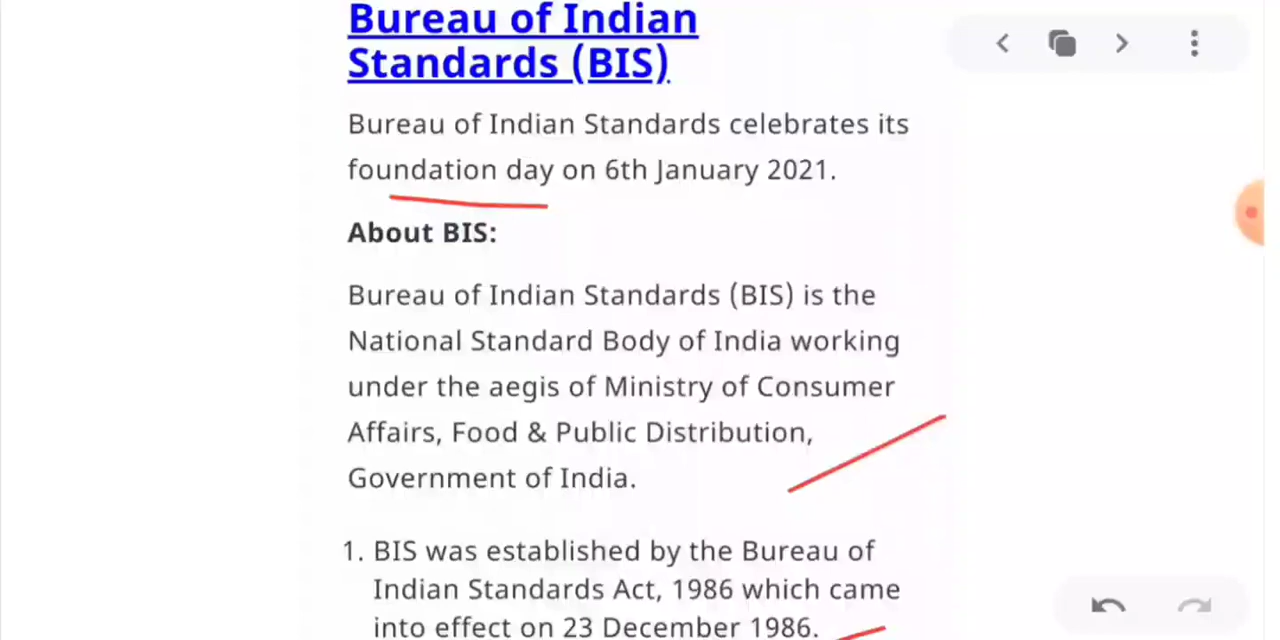 Bureau of Indian
Standards (BIS)
Bureau of Indian Standards celebrates its
foundation day on 6th January 2021.
About BIS:
Bureau of Indian Standards (BIS) is the
National Standard Body of India working
under the aegis of Ministry of Consumer
Affairs, Food & Public Distribution,
Government of India.
1. BIS was established by the Bureau of
Indian Standards Act, 1986 which came
into effect on 23 December 1986.